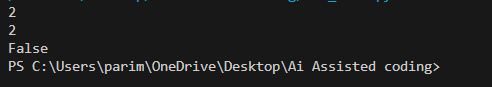 2
2
False
PS C:\Users\parim\OneDrive\Desktop\Ai Assisted coding>